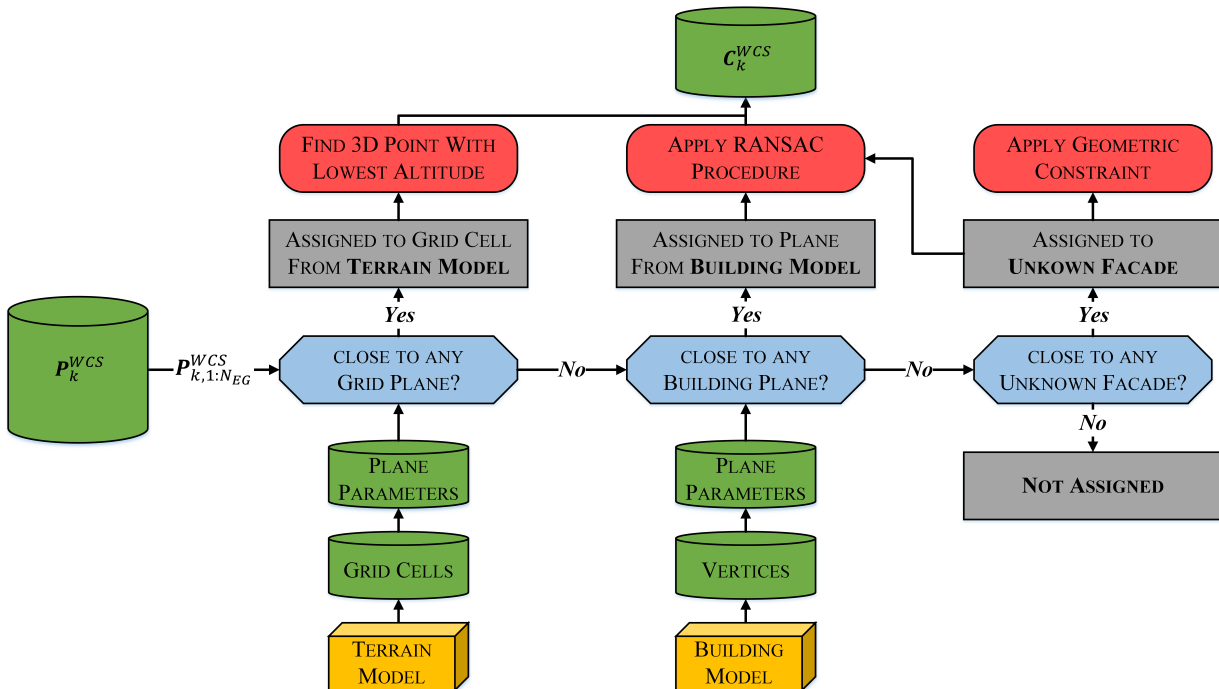 C_k^{WCS}
FIND 3D POINT WITH
LOWEST ALTITUDE
APPLY RANSAC
PROCEDURE
APPLY GEOMETRIC
CONSTRAINT
ASSIGNED TO GRID CELL
FROM TERRAIN MODEL
ASSIGNED TO PLANE
FROM BUILDING MODEL
ASSIGNED TO
UNKOWN FACADE
Yes
Yes
Yes
P_k^{WCS}
P_{k,1:N_{EG}}^{WCS}
CLOSE TO ANY
GRID PLANE?
No
CLOSE TO ANY
BUILDING PLANE?
No
CLOSE TO ANY
UNKNOWN FACADE?
No
PLANE
PARAMETERS
PLANE
PARAMETERS
NOT ASSIGNED
GRID CELLS
VERTICES
TERRAIN
MODEL
BUILDING
MODEL